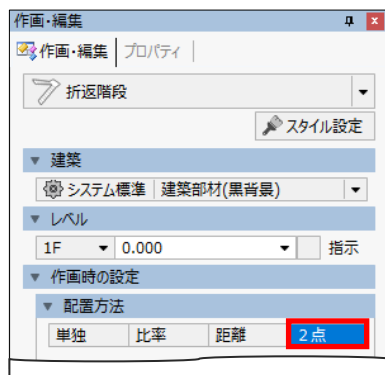 作画・編集
作画・編集 プロパティ
折返階段
スタイル設定
建築
システム標準 建築部材(黒背景)
レベル
1F 0.000 指示
作画時の設定
配置方法
単独 比率 距離 2点